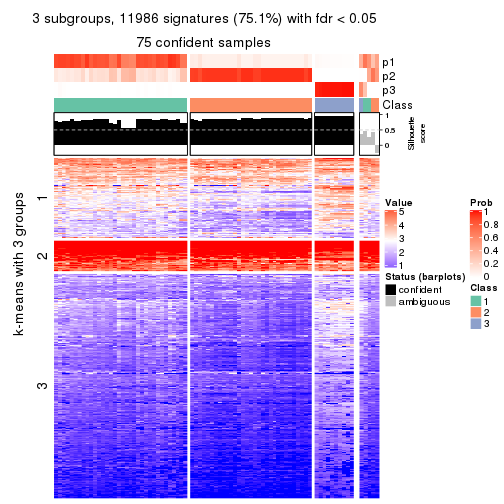 3 subgroups, 11986 signatures (75.1%) with fdr < 0.05
75 confident samples
p1
p2
p3
Class
1
0.5
0
Silhouette
score
k-means with 3 groups
1
2
3
Value
5
4
3
2
1
Status (barplots)
confident
ambiguous
Prob
1
0.8
0.6
0.4
0.2
0
Class
1
2
3